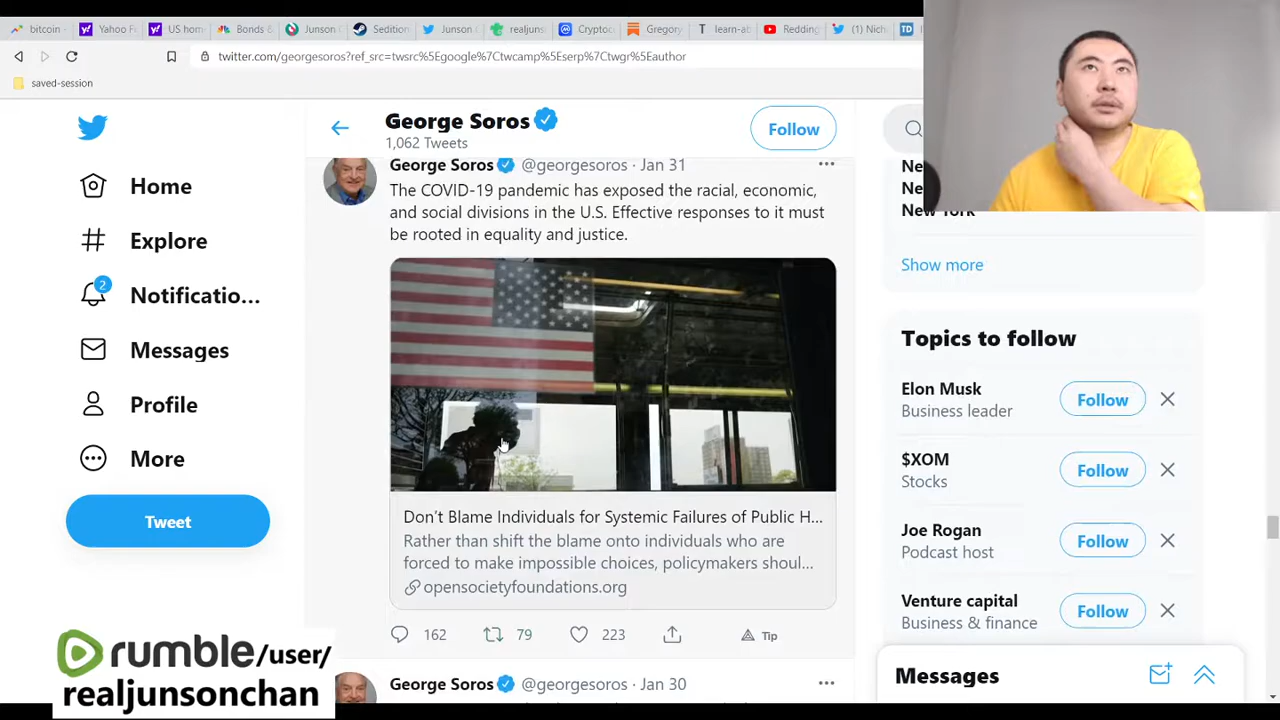 bitcoin
Yahoo F
US hom
Bonds &
Junson C
Sedition
Junson C
realjuns
Cryptoc
Gregory
learn-ab
Redding
(1) Nich
twitter.com/georgesoros?ref_src=twsrc%5Egoogle%7Ctwcamp%5Eserp%7Ctwgr%5Eauthor
saved-session
Home
Explore
2
Notificatio...
Messages
Profile
More
Tweet
George Soros
1,062 Tweets
Follow
George Soros @georgesoros · Jan 31
The COVID-19 pandemic has exposed the racial, economic,
and social divisions in the U.S. Effective responses to it must
be rooted in equality and justice.
Don't Blame Individuals for Systemic Failures of Public H...
Rather than shift the blame onto individuals who are
forced to make impossible choices, policymakers shoul...
opensocietyfoundations.org
162 79 223 Tip
George Soros @georgesoros · Jan 30
New York
Show more
Topics to follow
Elon Musk
Business leader
Follow
$XOM
Stocks
Follow
Joe Rogan
Podcast host
Follow
Venture capital
Business & finance
Follow
Messages
rumble/user/
realjunsonchan